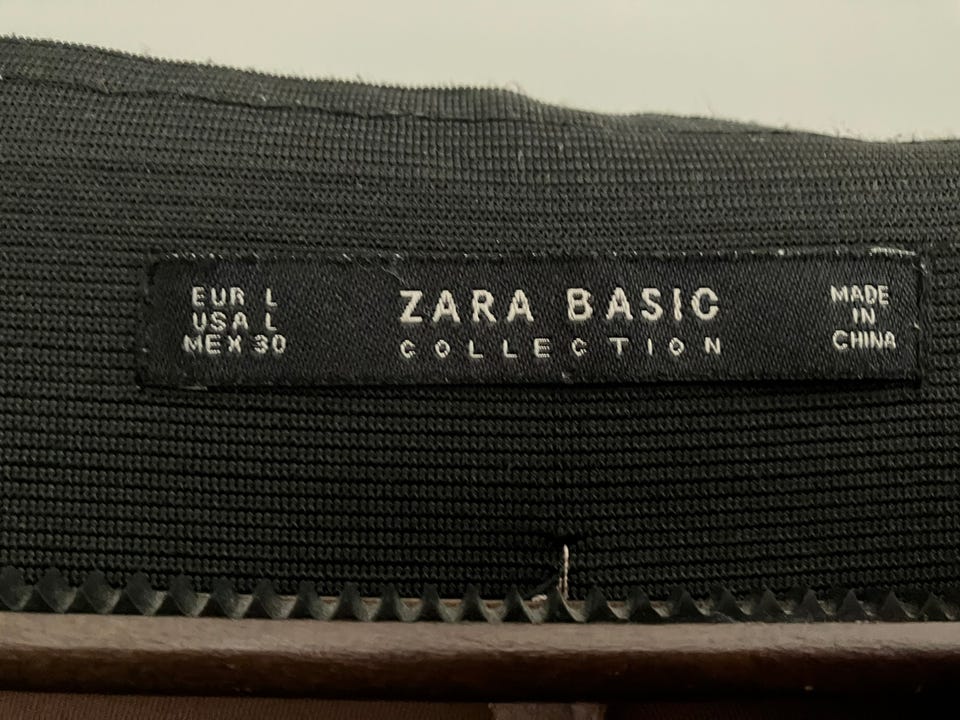 EUR L
USA L
MEX 30
ZARA BASIC
COLLECTION
MADE
IN
CHINA